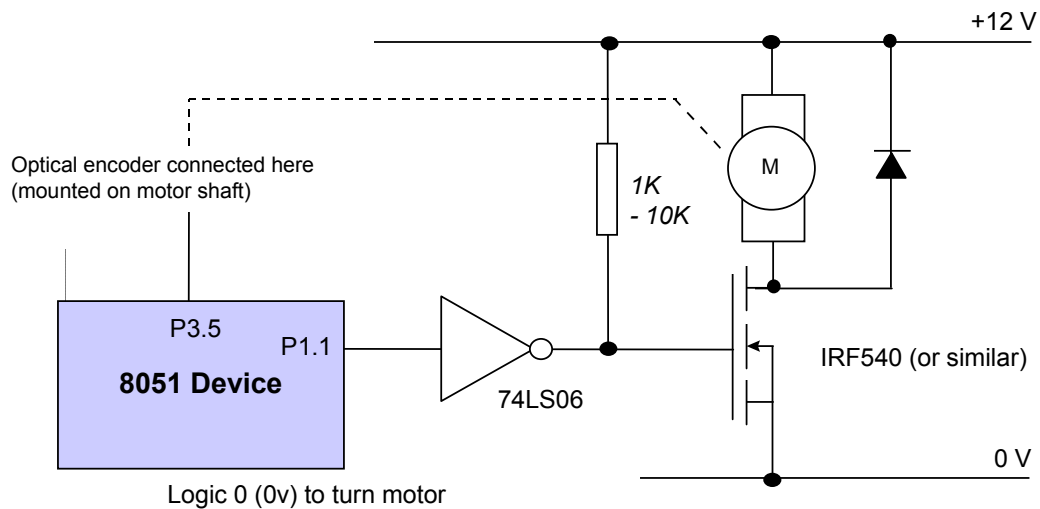 +12 V
Optical encoder connected here
(mounted on motor shaft)
1K
- 10K
M
P3.5
P1.1
8051 Device
74LS06
IRF540 (or similar)
0 V
Logic 0 (0v) to turn motor